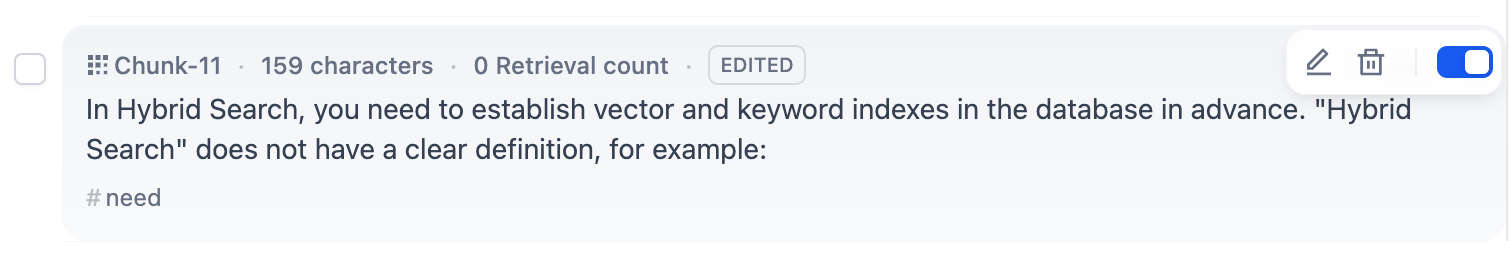 Chunk-11 · 159 characters · 0 Retrieval count · EDITED
In Hybrid Search, you need to establish vector and keyword indexes in the database in advance. "Hybrid
Search" does not have a clear definition, for example:
# need